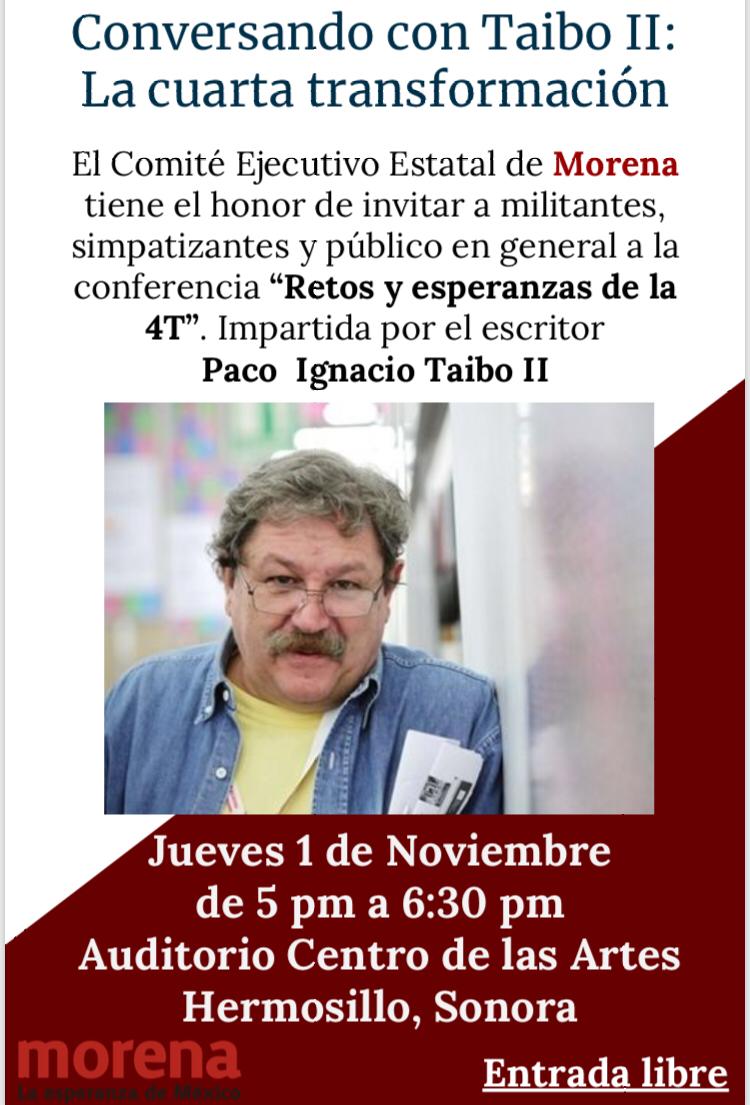 Conversando con Taibo II:
La cuarta transformación
El Comité Ejecutivo Estatal de Morena
tiene el honor de invitar a militantes,
simpatizantes y público en general a la
conferencia “Retos y esperanzas de la
4T”. Impartida por el escritor
Paco Ignacio Taibo II
Jueves 1 de Noviembre
de 5 pm a 6:30 pm
Auditorio Centro de las Artes
Hermosillo, Sonora
morena
La esperanza de México
Entrada libre